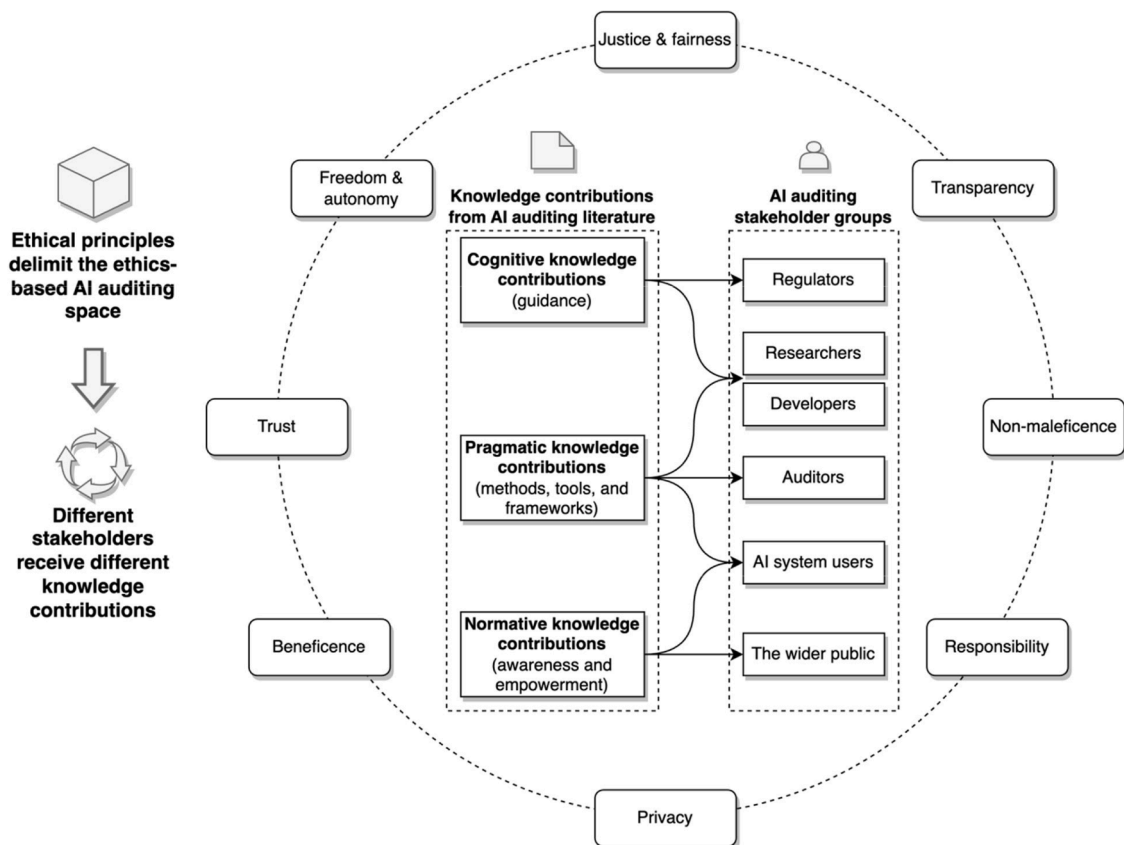 Justice & fairness
Freedom &
autonomy
Transparency
Ethical principles
delimit the ethics-
based AI auditing
space
Different
stakeholders
receive different
knowledge
contributions
Knowledge contributions
from AI auditing literature
Cognitive knowledge
contributions
(guidance)
Pragmatic knowledge
contributions
(methods, tools, and
frameworks)
Normative knowledge
contributions
(awareness and
empowerment)
AI auditing
stakeholder groups
Regulators
Researchers
Developers
Auditors
AI system users
The wider public
Trust
Non-maleficence
Beneficence
Responsibility
Privacy